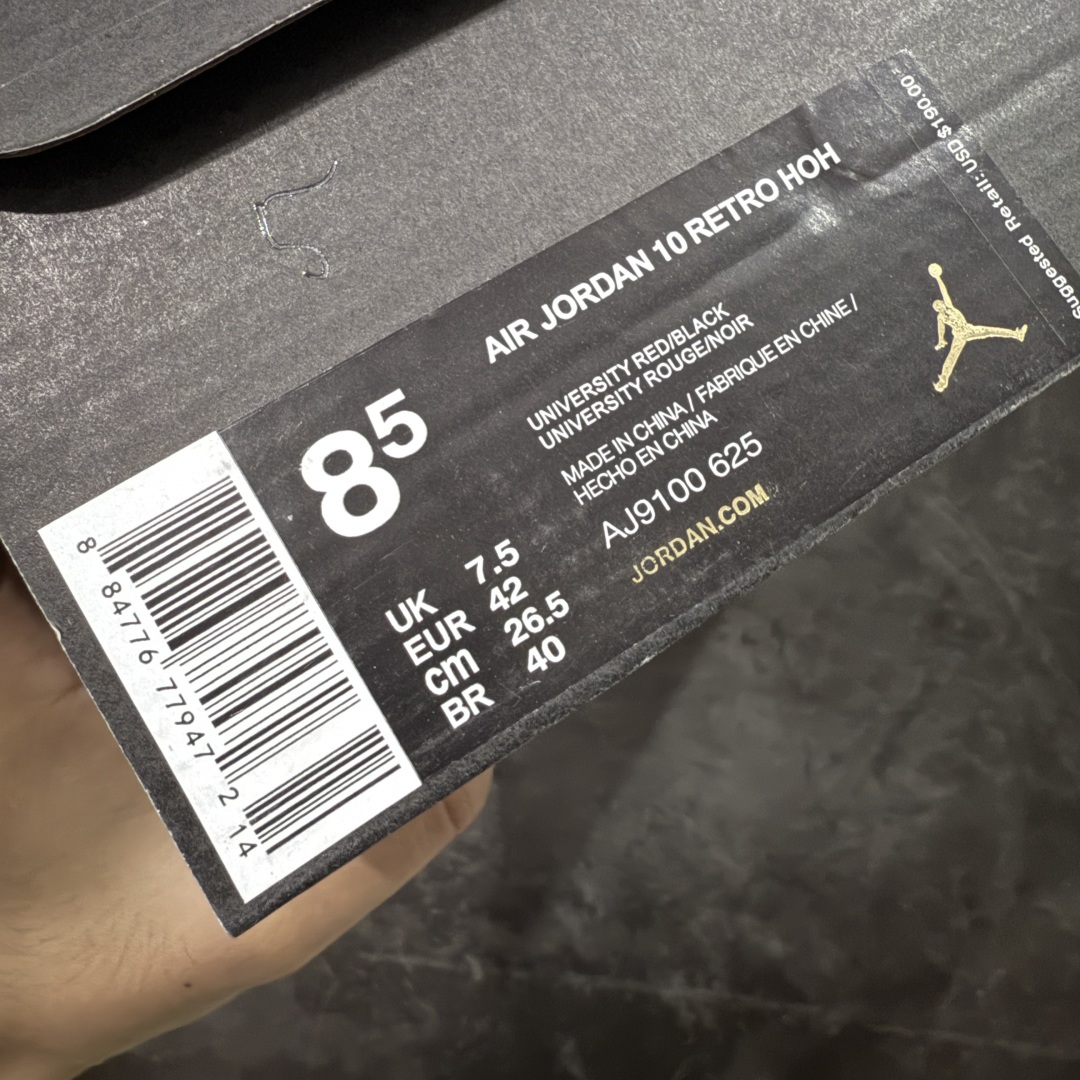 Suggested Retail: USD $190.00
AIR JORDAN 10 RETRO HOH
UNIVERSITY RED/BLACK
UNIVERSITY ROUGE/NOIR
MADE IN CHINA / FABRIQUE EN CHINE /
HECHO EN CHINA
AJ9100 625
JORDAN.COM
8⁵
UK 7.5
EUR 42
cm 26.5
BR 40
8 84776 77947 2 14